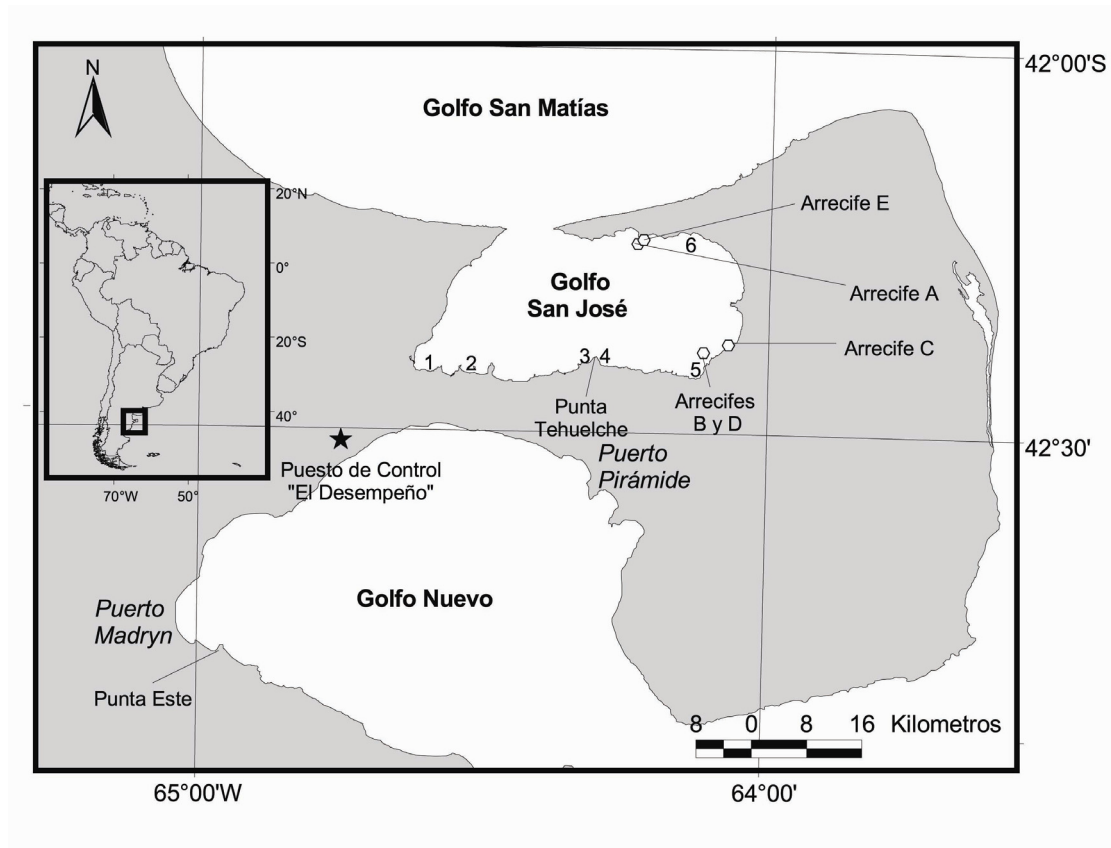 N
42°00'S
Golfo San Matías
20°N
0°
20°S
40°
70°W 50°
Arrecife E
6
Golfo
San José
Arrecife A
Arrecife C
1 2 3 4 5
Punta
Tehuelche
Arrecifes
B y D
42°30'
Puerto
Pirámide
Puesto de Control
"El Desempeño"
Golfo Nuevo
Puerto
Madryn
Punta Este
8 0 8 16 Kilometros
65°00'W 64°00'